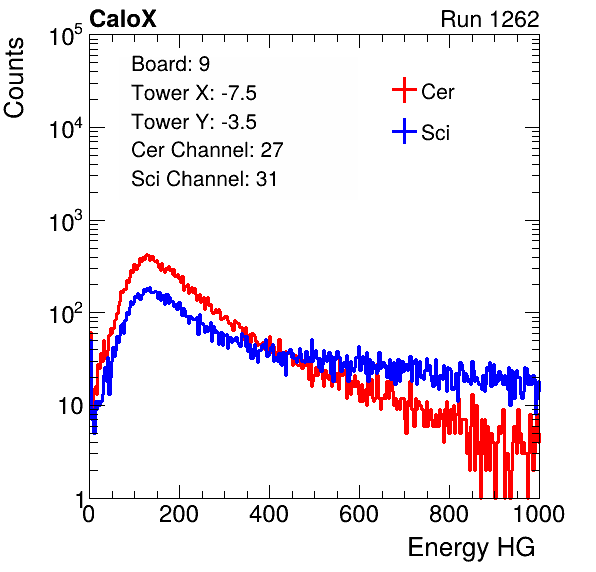 CaloX Run 1262
Counts
Board: 9
Tower X: -7.5
Tower Y: -3.5
Cer Channel: 27
Sci Channel: 31
Cer
Sci
10^5
10^4
10^3
10^2
10
1
0 200 400 600 800 1000
Energy HG